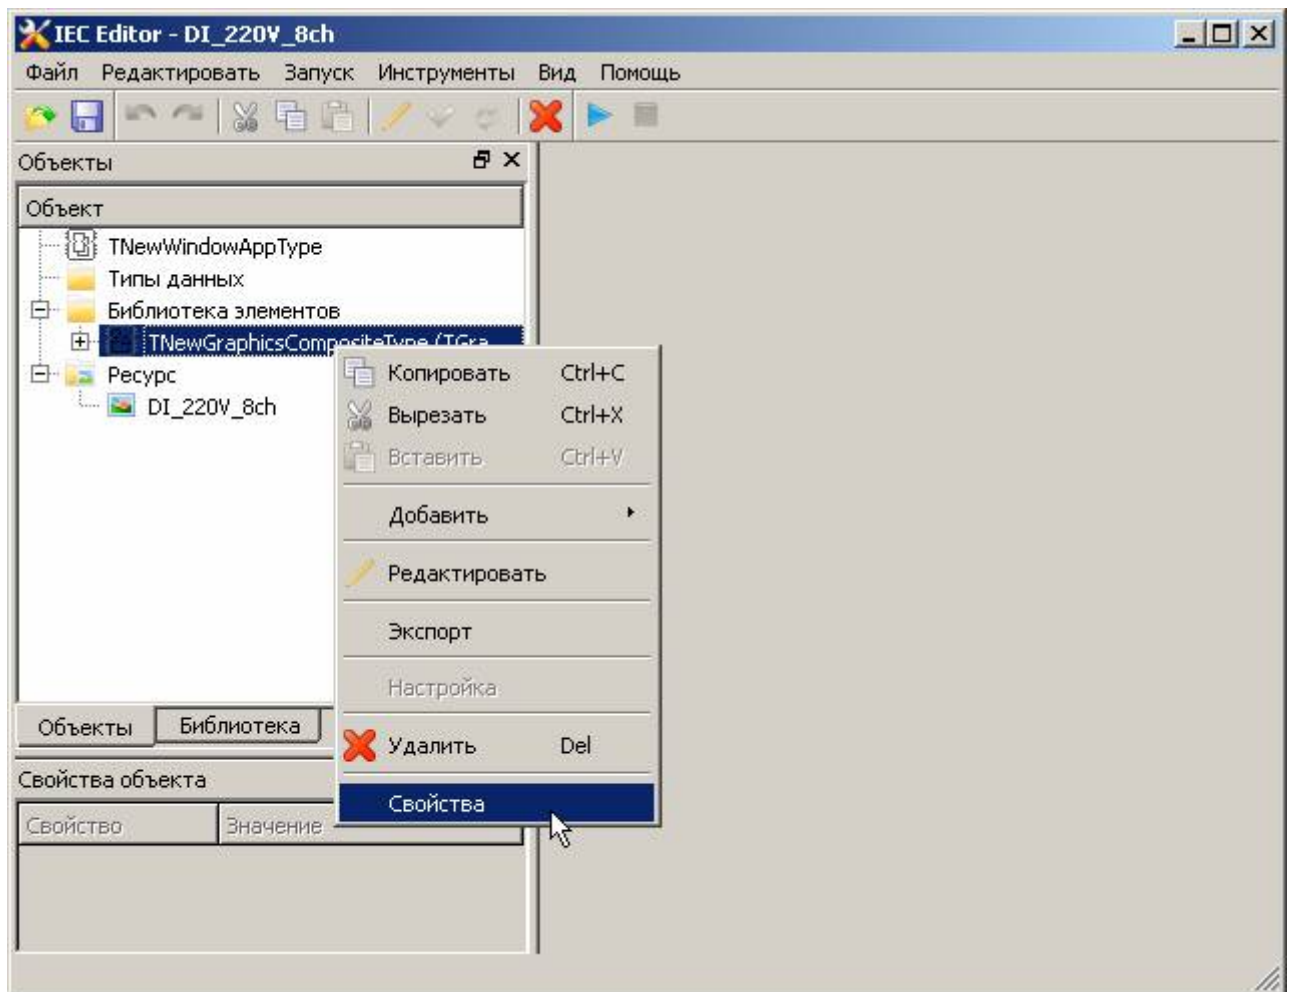 IEC Editor - DI_220V_8ch
Файл Редактировать Запуск Инструменты Вид Помощь
Объекты
Объект
TNewWindowAppType
Типы данных
Библиотека элементов
TNewGraphicsCompositeType (TGra
Ресурс
DI_220V_8ch
Копировать Ctrl+C
Вырезать Ctrl+X
Вставить Ctrl+V
Добавить
Редактировать
Экспорт
Настройка
Удалить Del
Свойства
Объекты Библиотека
Свойства объекта
Свойство Значение